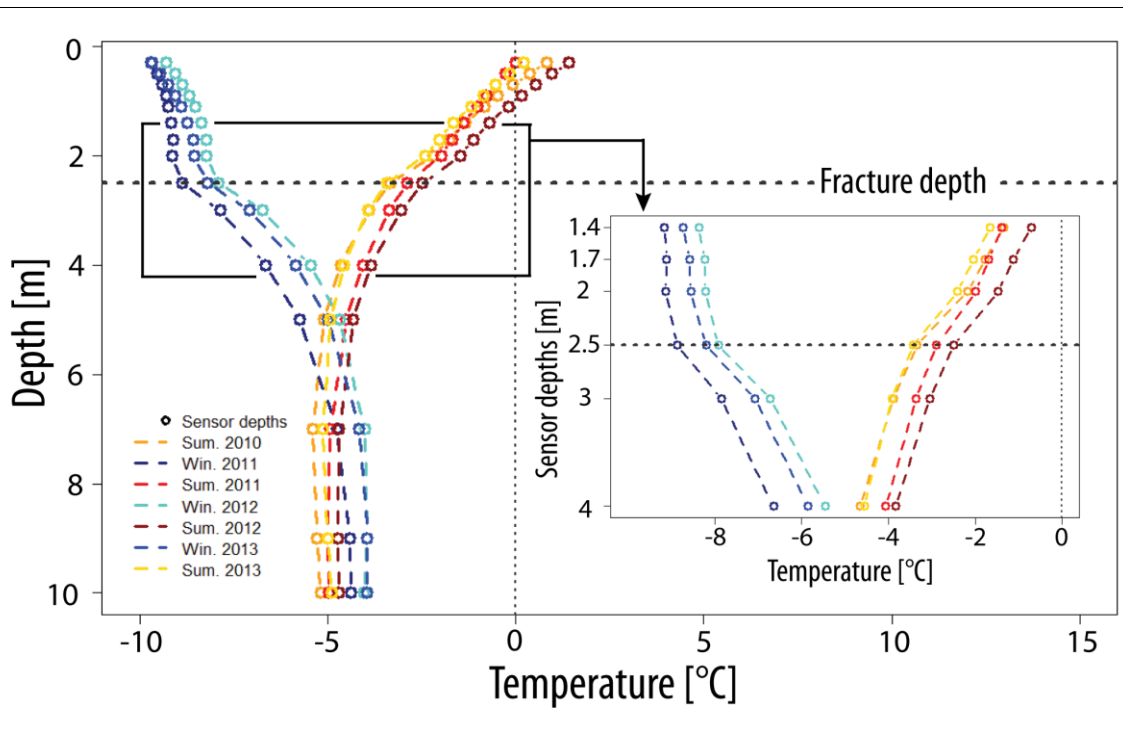 0
2
4
6
8
10
Depth [m]
-10
-5
0
5
10
15
Temperature [°C]
Fracture depth
Sensor depths
Sum. 2010
Win. 2011
Sum. 2011
Win. 2012
Sum. 2012
Win. 2013
Sum. 2013
1.4
1.7
2
2.5
3
4
Sensor depths [m]
-8
-6
-4
-2
0
Temperature [°C]